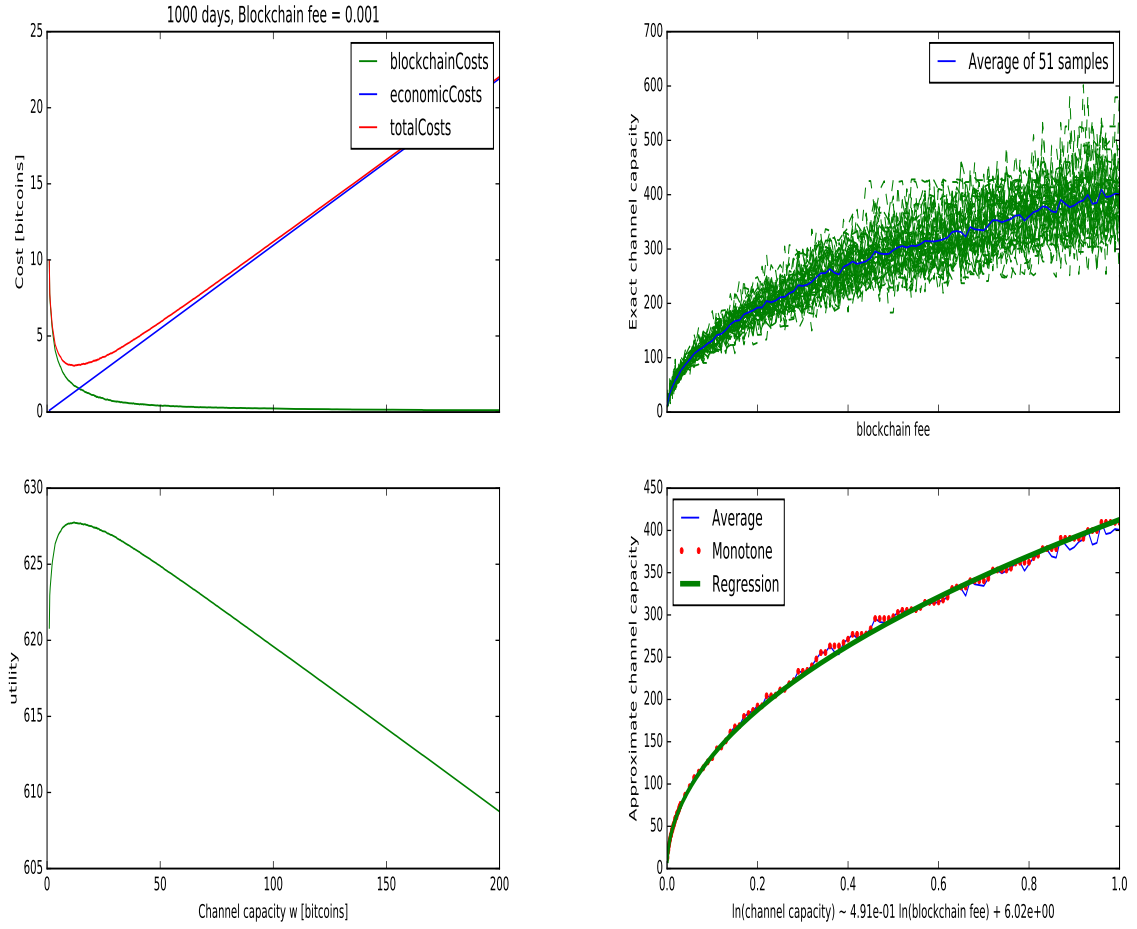 1000 days, Blockchain fee = 0.001
25
20
15
10
5
0
Cost [bitcoins]
blockchainCosts
economicCosts
totalCosts
700
600
500
400
300
200
100
0
Exact channel capacity
Average of 51 samples
blockchain fee
630
625
620
615
610
605
utility
0 50 100 150 200
Channel capacity w [bitcoins]
450
400
350
300
250
200
150
100
50
0
Approximate channel capacity
Average
Monotone
Regression
0.0 0.2 0.4 0.6 0.8 1.0
ln(channel capacity) ~ 4.91e-01 ln(blockchain fee) + 6.02e+00